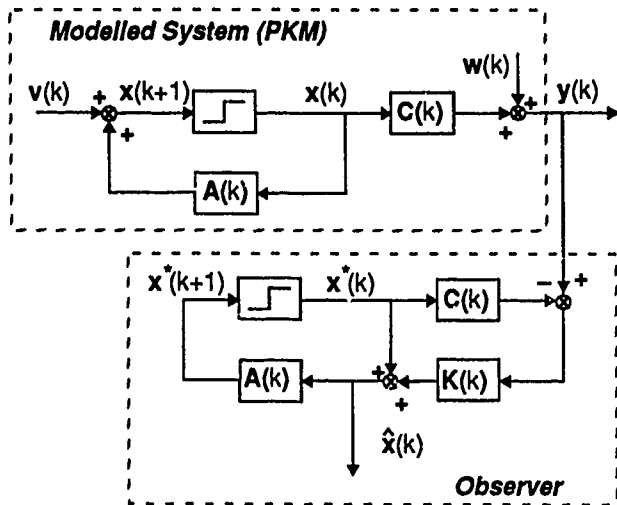 Modelled System (PKM)
w(k)
v(k)
+
x(k+1)
x(k)
C(k)
+
y(k)
+
+
A(k)
x*(k+1)
x*(k)
C(k)
−
+
A(k)
+
+
K(k)
x̂(k)
Observer